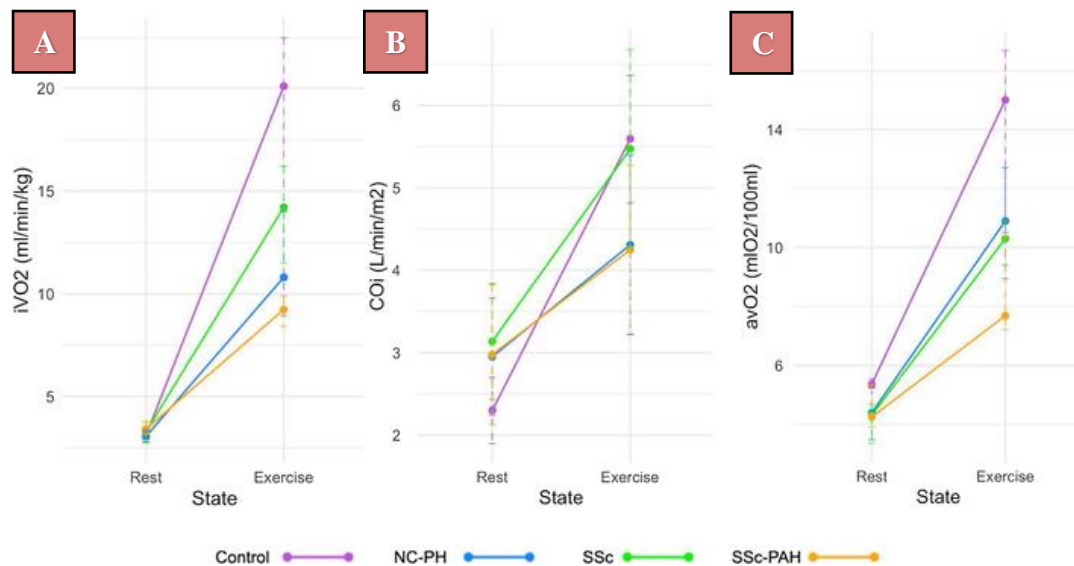 A
B
C
iVO2 (ml/min/kg)
20
15
10
5
Rest
Exercise
State
COi (L/min/m2)
6
5
4
3
2
Rest
Exercise
State
avO2 (mlO2/100ml)
14
10
6
Rest
Exercise
State
Control
NC-PH
SSc
SSc-PAH